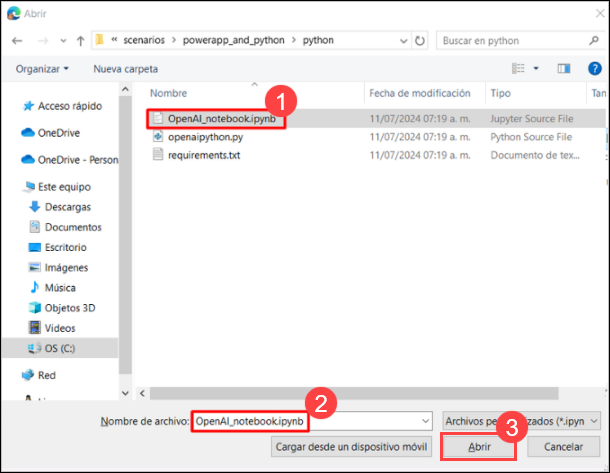 Abrir
« scenarios > powerapp_and_python > python
Buscar en python
Organizar
Nueva carpeta
Nombre
Fecha de modificación
Tipo
Tan
1
Acceso rápido
OneDrive
OneDrive - Person
Este equipo
Descargas
Documentos
Escritorio
Imágenes
Música
Objetos 3D
Videos
OS (C:)
Red
OpenAI_notebook.ipynb 11/07/2024 07:19 a. m. Jupyter Source File
openaipython.py 11/07/2024 07:19 a. m. Python Source File
requirements.txt 11/07/2024 07:19 a. m. Documento de tex...
2
Nombre de archivo: OpenAI_notebook.ipynb
3
(*.ipyn
Cargar desde un dispositivo móvil
Abrir
Cancelar